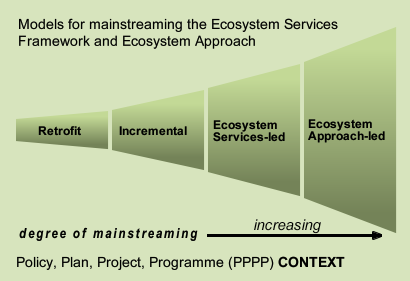 Models for mainstreaming the Ecosystem Services
Framework and Ecosystem Approach
Retrofit
Incremental
Ecosystem
Services-led
Ecosystem
Approach-led
increasing
degree of mainstreaming
Policy, Plan, Project, Programme (PPPP) CONTEXT